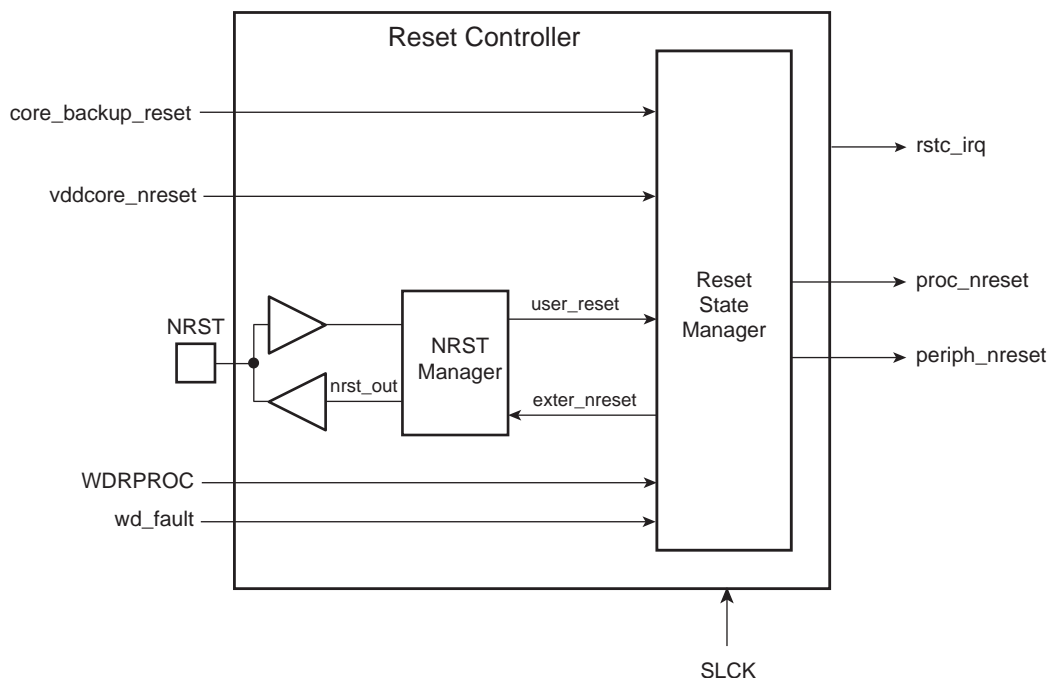 Reset Controller
core_backup_reset
rstc_irq
vddcore_nreset
Reset
State
Manager
proc_nreset
user_reset
NRST
NRST
Manager
periph_nreset
nrst_out
exter_nreset
WDRPROC
wd_fault
SLCK